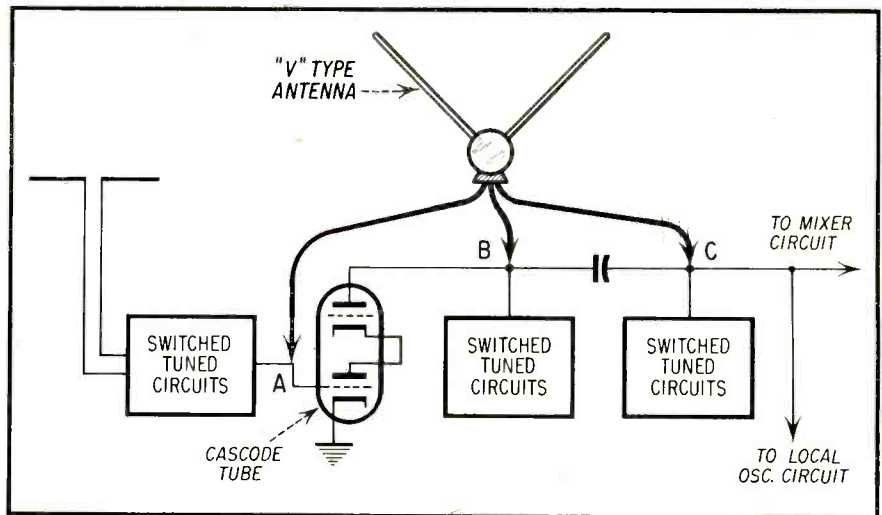 "V" TYPE
ANTENNA
B
C
TO MIXER
CIRCUIT
SWITCHED
TUNED
CIRCUITS
A
SWITCHED
TUNED
CIRCUITS
SWITCHED
TUNED
CIRCUITS
CASCODE
TUBE
TO LOCAL
OSC. CIRCUIT